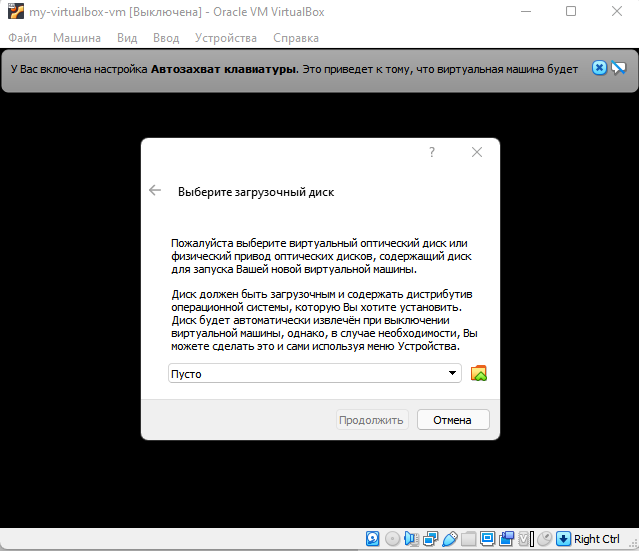 my-virtualbox-vm [Выключена] - Oracle VM VirtualBox
Файл Машина Вид Ввод Устройства Справка
У Вас включена настройка Автозахват клавиатуры. Это приведет к тому, что виртуальная машина будет
?
Выберите загрузочный диск
Пожалуйста выберите виртуальный оптический диск или
физический привод оптических дисков, содержащий диск
для запуска Вашей новой виртуальной машины.
Диск должен быть загрузочным и содержать дистрибутив
операционной системы, которую Вы хотите установить.
Диск будет автоматически извлечён при выключении
виртуальной машины, однако, в случае необходимости, Вы
можете сделать это и сами используя меню Устройства.
Пусто
Продолжить Отмена
Right Ctrl